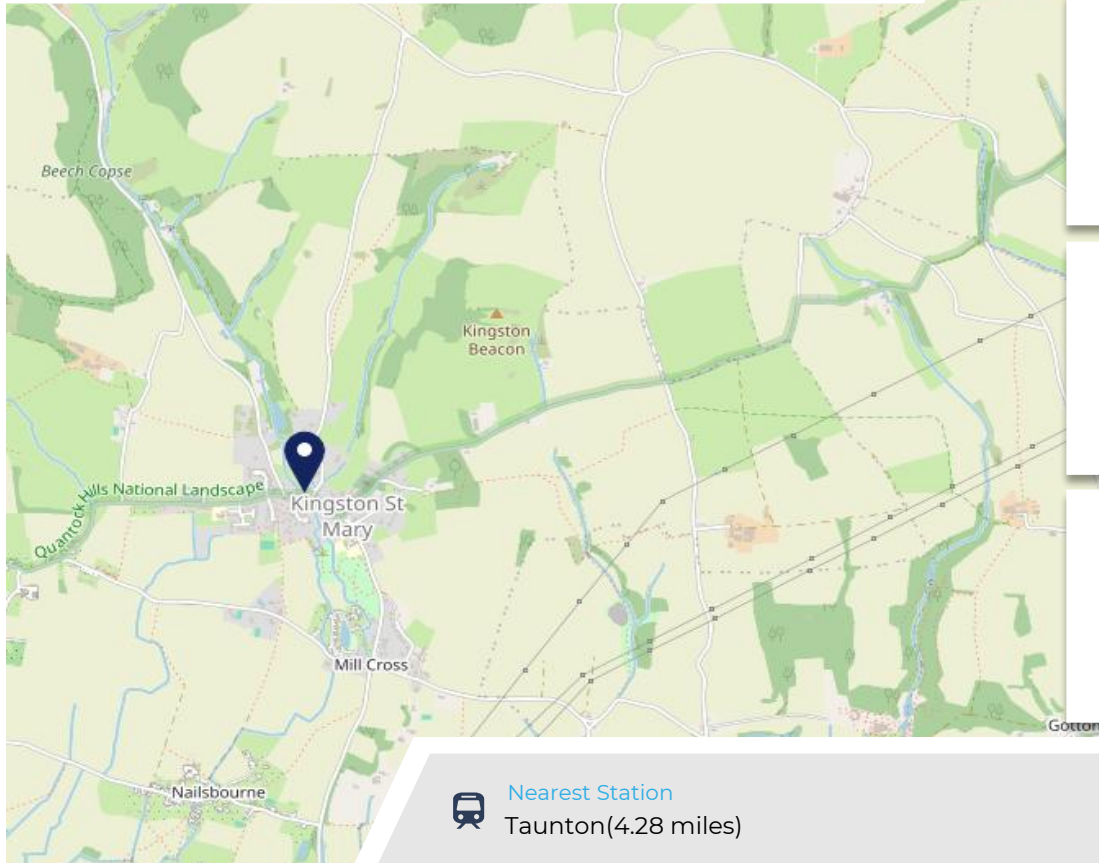 Beech Copse
Kingston
Beacon
Quantock Hills National Landscape
Kingston St
Mary
Mill Cross
Gotton
Nailsbourne
Nearest Station
Taunton(4.28 miles)